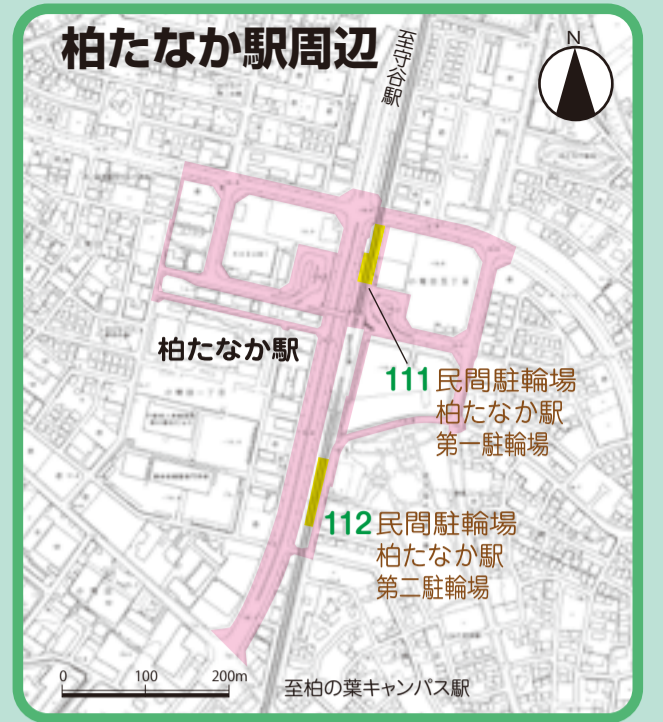 柏たなか駅周辺
至守谷駅
N
柏たなか駅
111 民間駐輪場
柏たなか駅
第一駐輪場
112 民間駐輪場
柏たなか駅
第二駐輪場
0 100 200m
至柏の葉キャンパス駅